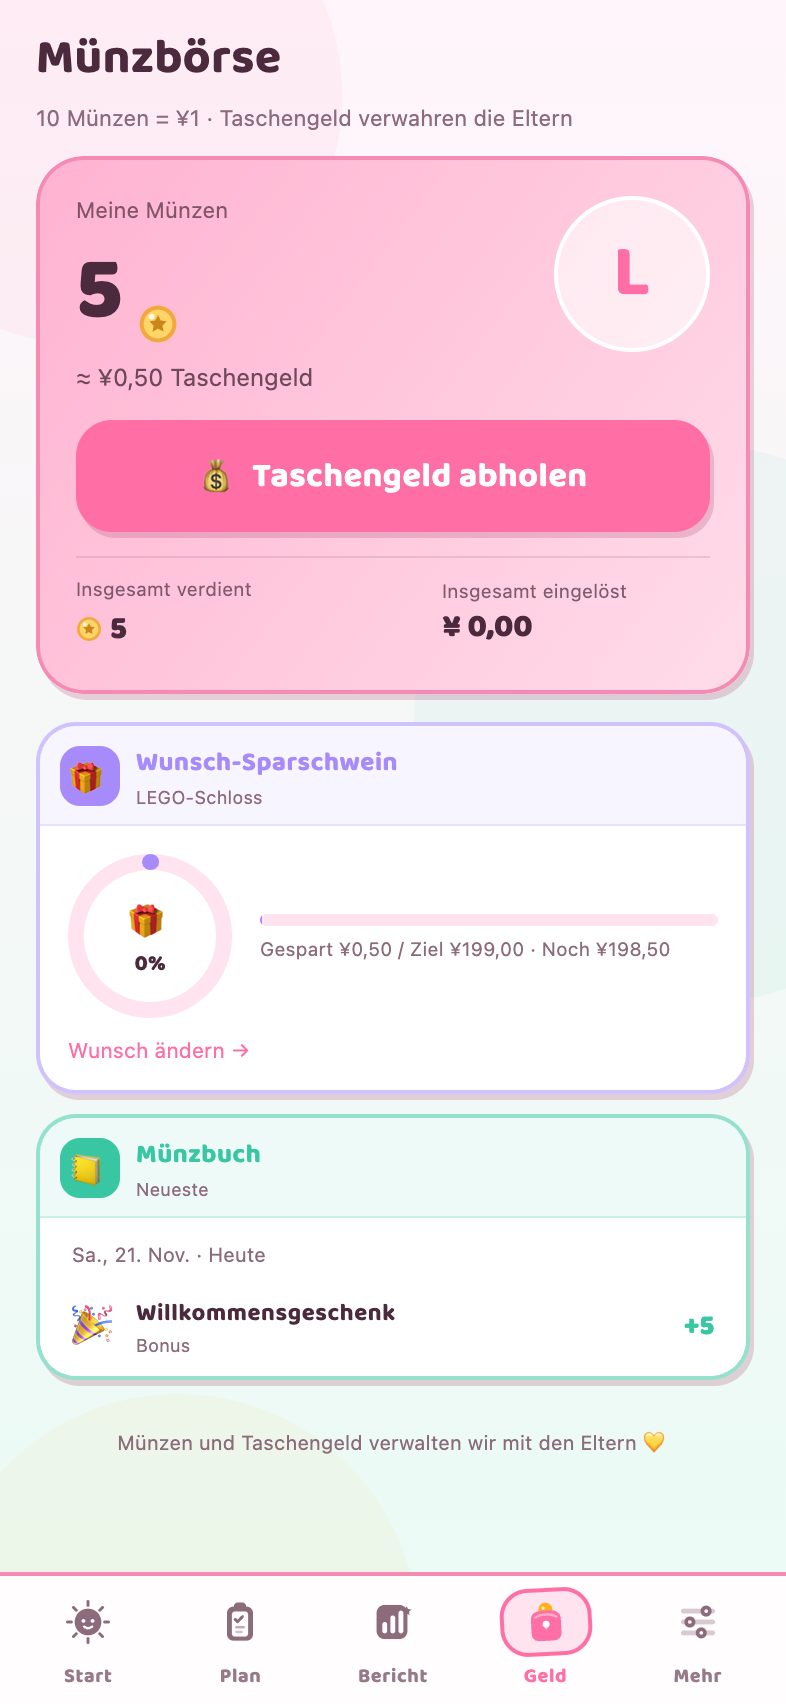 Münzbörse
10 Münzen = ¥1 · Taschengeld verwahren die Eltern
Meine Münzen
5
L
≈ ¥0,50 Taschengeld
Taschengeld abholen
Insgesamt verdient
5
Insgesamt eingelöst
¥ 0,00
Wunsch-Sparschwein
LEGO-Schloss
0%
Gespart ¥0,50 / Ziel ¥199,00 · Noch ¥198,50
Wunsch ändern →
Münzbuch
Neueste
Sa., 21. Nov. · Heute
Willkommensgeschenk
Bonus
+5
Münzen und Taschengeld verwalten wir mit den Eltern 💛
Start
Plan
Bericht
Geld
Mehr